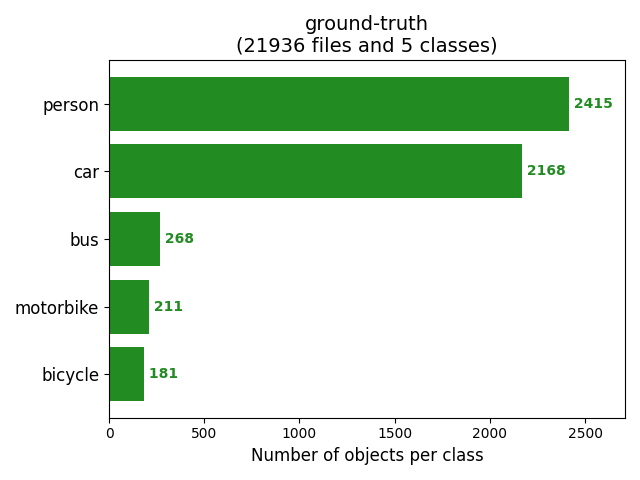 ground-truth
(21936 files and 5 classes)
person 2415
car 2168
bus 268
motorbike 211
bicycle 181
0 500 1000 1500 2000 2500
Number of objects per class